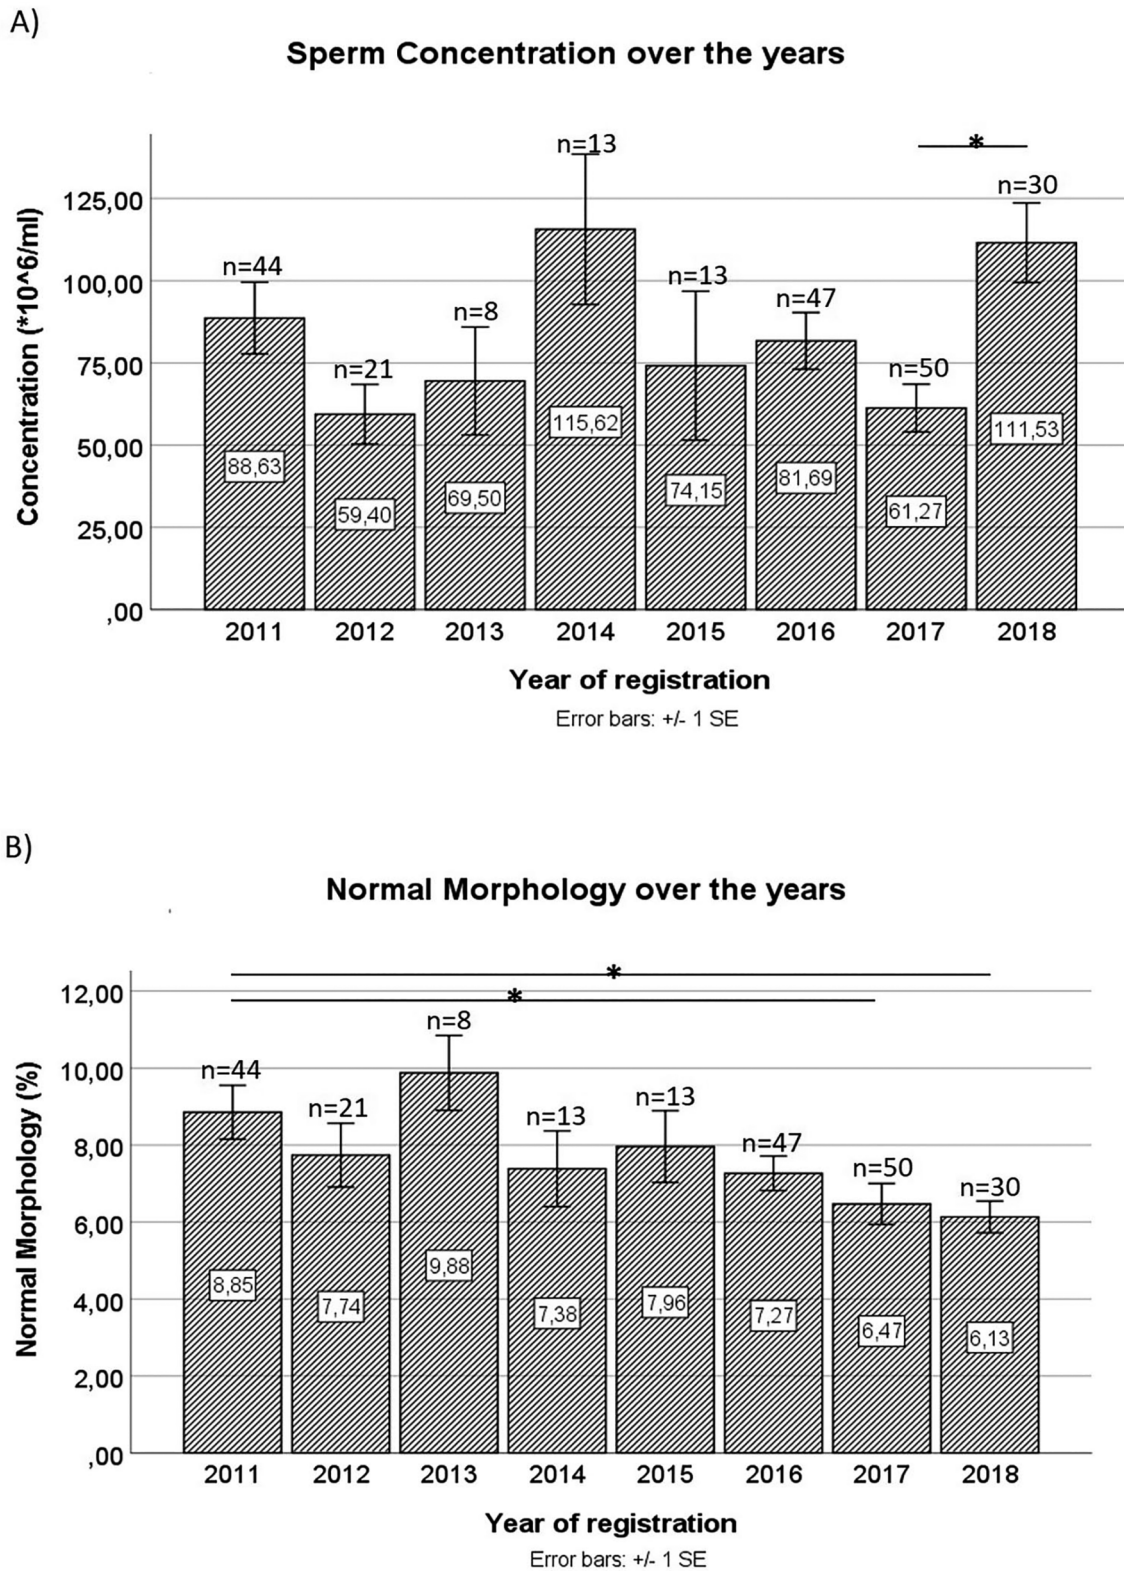 A)
Sperm Concentration over the years
Concentration (*10^6/ml)
125,00
100,00
75,00
50,00
25,00
,00
n=44
n=21
n=8
n=13
n=13
n=47
n=50
n=30
*
88,63
59,40
69,50
115,62
74,15
81,69
61,27
111,53
2011 2012 2013 2014 2015 2016 2017 2018
Year of registration
Error bars: +/- 1 SE
B)
Normal Morphology over the years
Normal Morphology (%)
12,00
10,00
8,00
6,00
4,00
2,00
,00
*
*
n=44
n=21
n=8
n=13
n=13
n=47
n=50
n=30
8,85
7,74
9,88
7,38
7,96
7,27
6,47
6,13
2011 2012 2013 2014 2015 2016 2017 2018
Year of registration
Error bars: +/- 1 SE